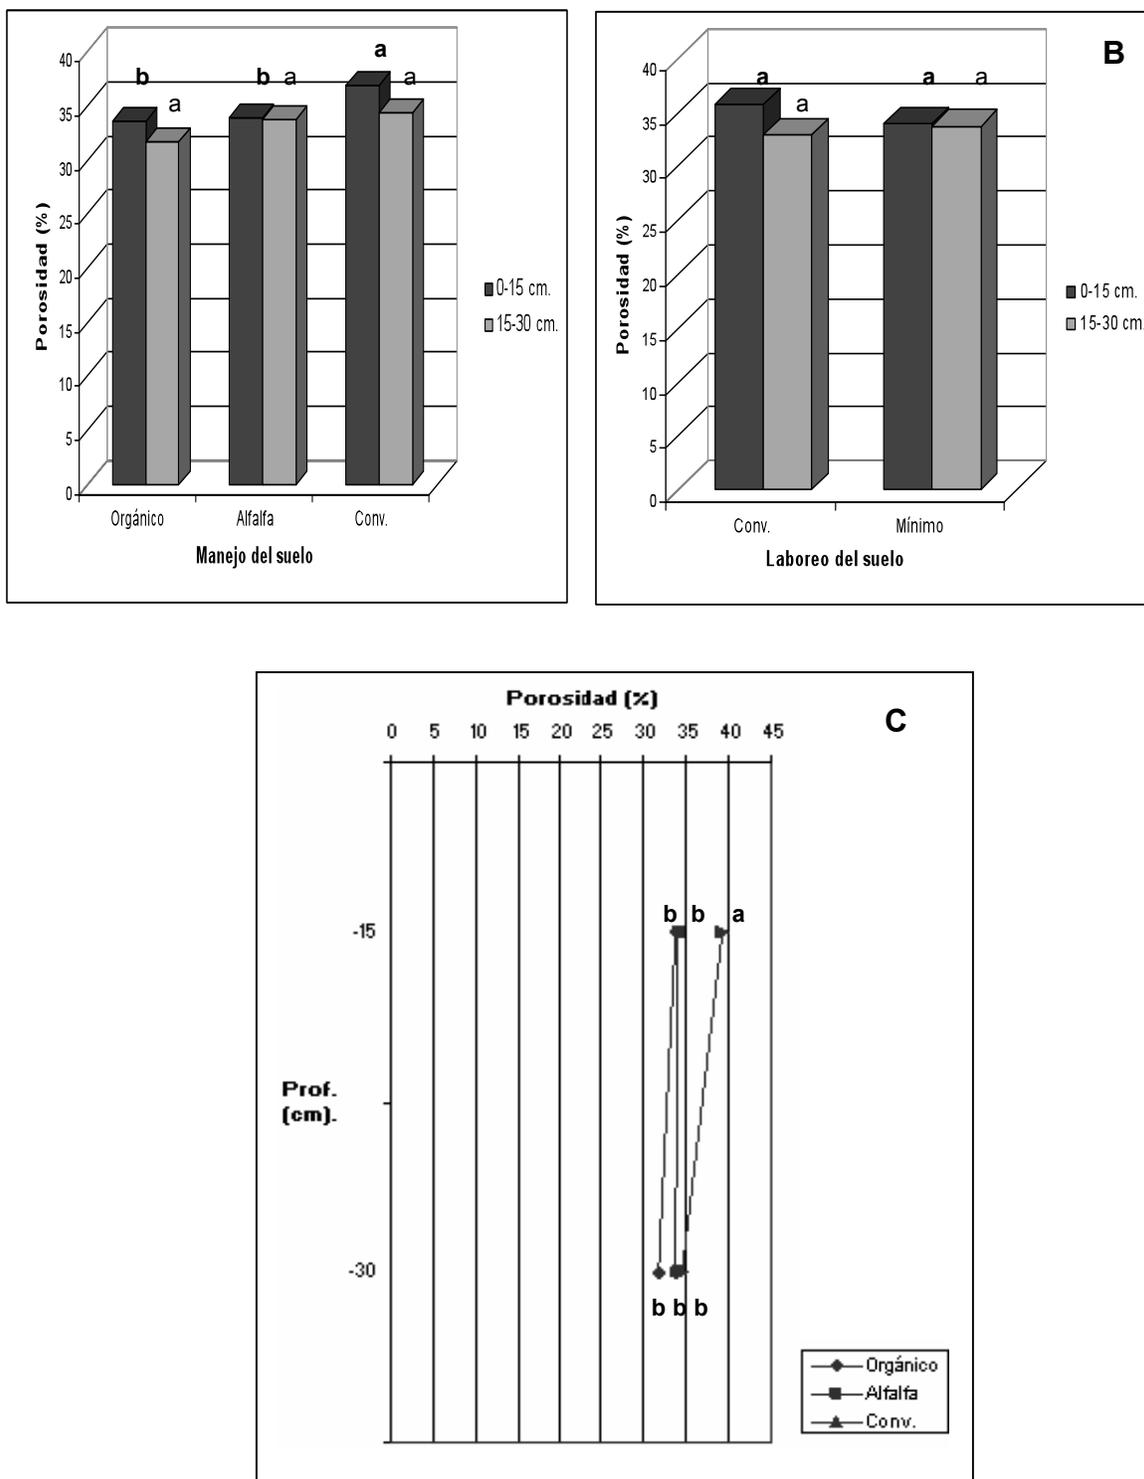 40
35
30
25
20
15
10
5
0
Porosidad (%)
b
a
b
a
a
a
Orgánico
Alfalfa
Conv.
Manejo del suelo
0-15 cm.
15-30 cm.
B
40
35
30
25
20
15
10
5
0
Porosidad (%)
a
a
a
a
Conv.
Mínimo
Laboreo del suelo
0-15 cm.
15-30 cm
C
Porosidad (%)
0 5 10 15 20 25 30 35 40 45
b b a
-15
Prof.
(cm).
-30
b b b
Orgánico
Alfalfa
Conv.